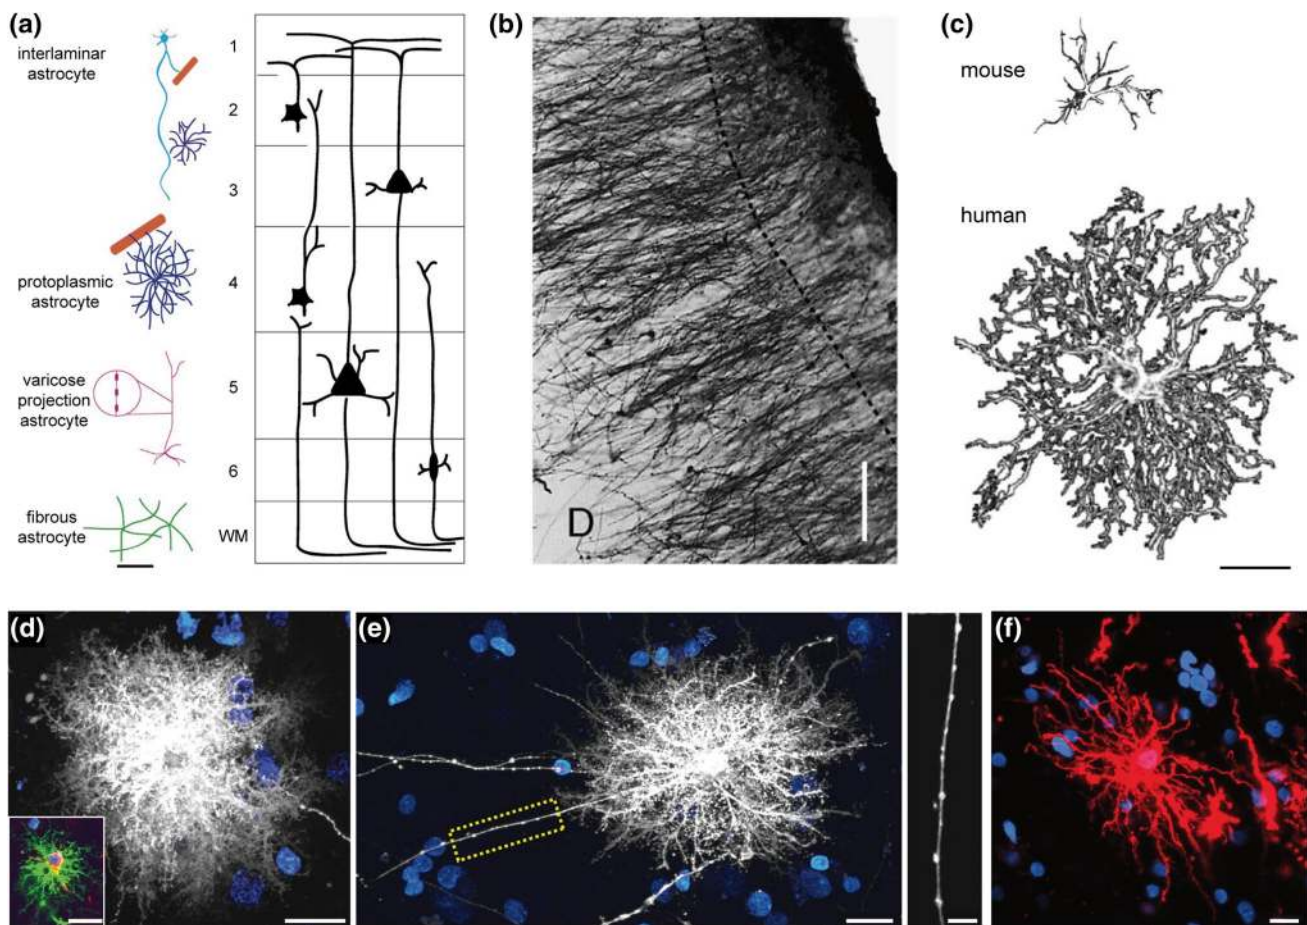 (a)
interlaminar
astrocyte
protoplasmic
astrocyte
varicose
projection
astrocyte
fibrous
astrocyte
1
2
3
4
5
6
WM
(b)
D
(c)
mouse
human
(d)
(e)
(f)